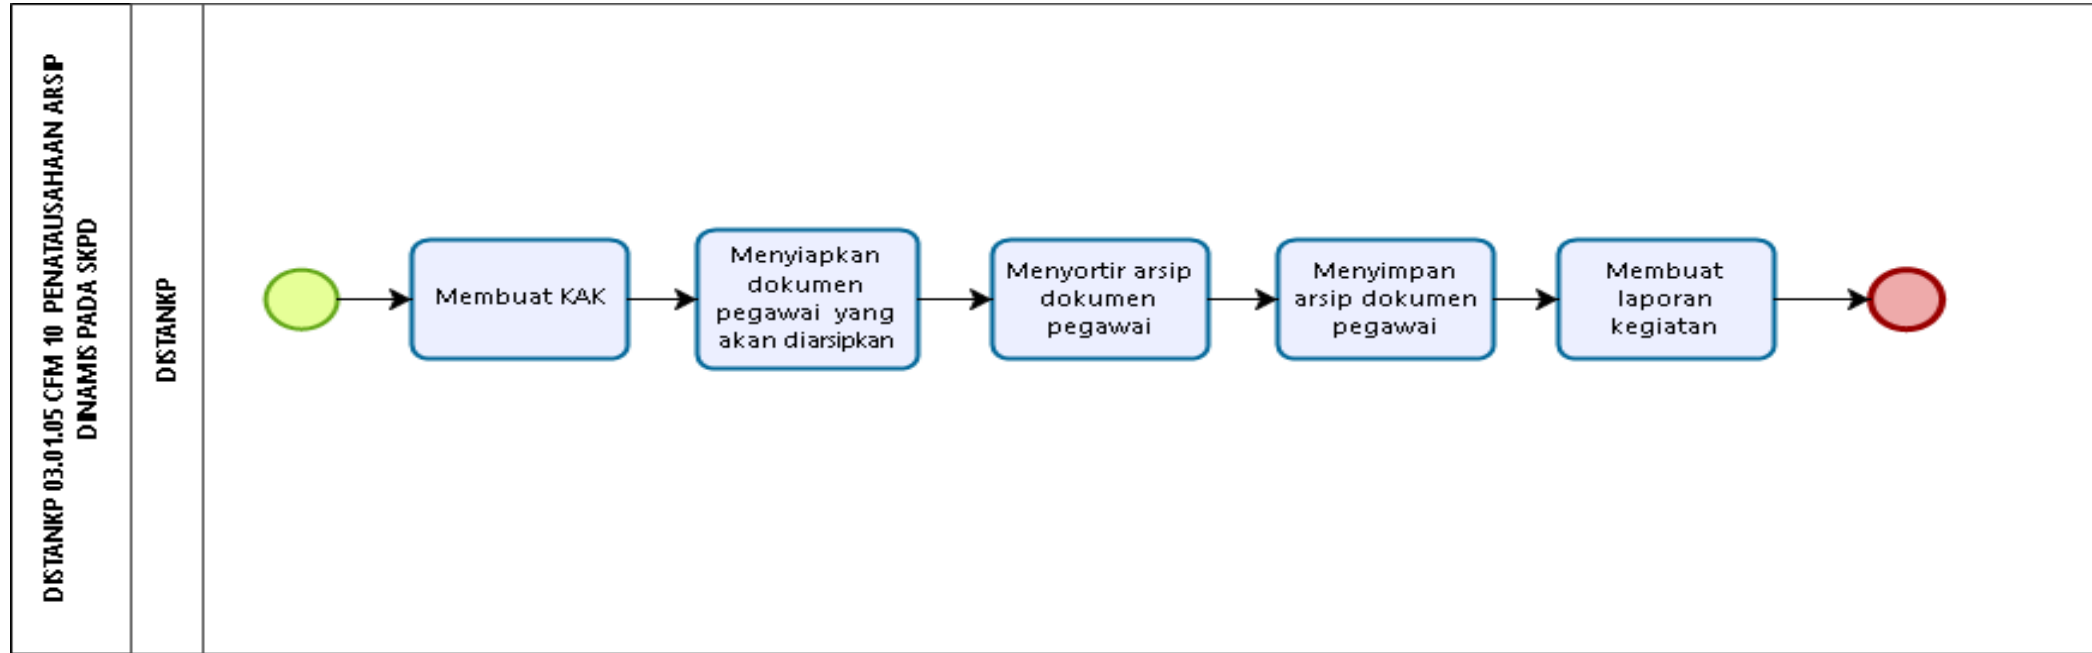 DISTANKP 03.01.05 CFM 10 PENATAUSAHAAN ARSIP
DINAMIS PADA SKPD
DISTANKP
Membuat KAK
Menyiapkan
dokumen
pegawai yang
akan diarsipkan
Menyortir arsip
dokumen
pegawai
Menyimpan
arsip dokumen
pegawai
Membuat
laporan
kegiatan